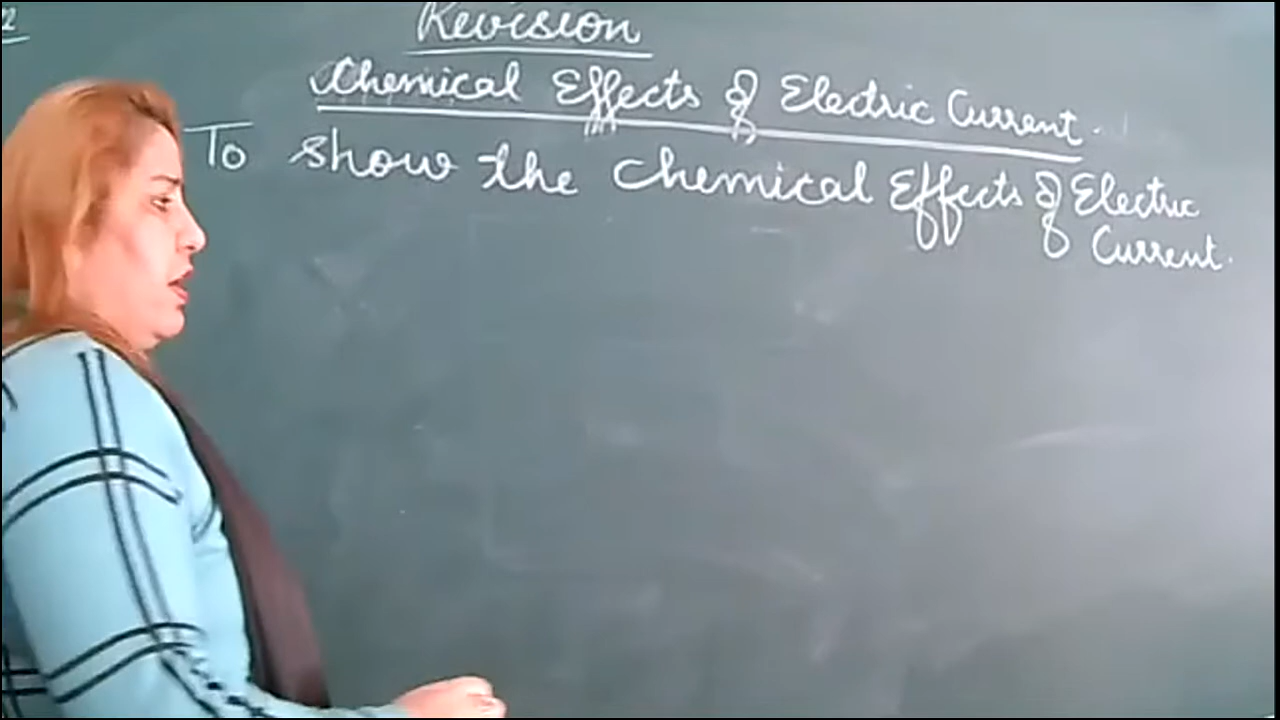 Revision
Chemical Effects of Electric Current.
To show the Chemical Effects of Electric
Current.